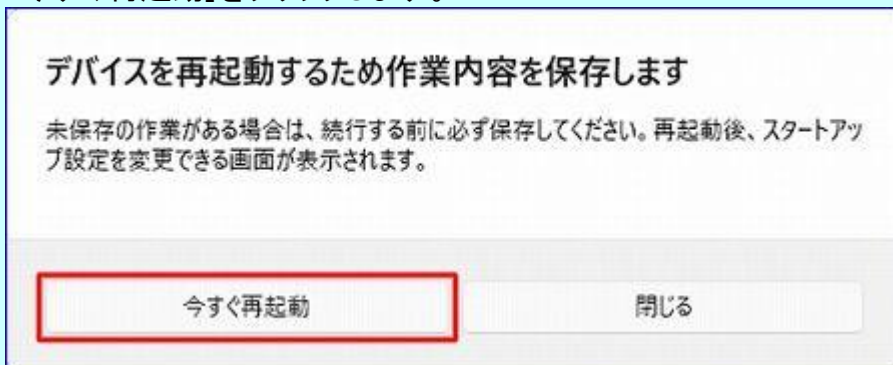 デバイスを再起動するため作業内容を保存します
未保存の作業がある場合は、続行する前に必ず保存してください。再起動後、スタートアッ
プ設定を変更できる画面が表示されます。
今すぐ再起動
閉じる